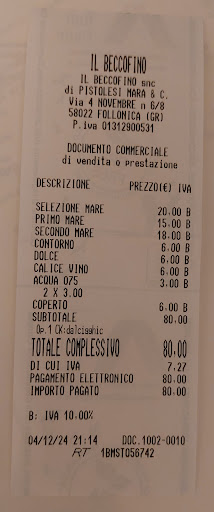 IL BECCOFINO
IL BECCOFINO snc
di PISTOLESI MARA & C.
Via 4 NOVEMBRE n 6/8
58022 FOLLONICA (GR)
P.iva 01312900531
DOCUMENTO COMMERCIALE
di vendita o prestazione
DESCRIZIONE PREZZO(€) IVA
SELEZIONE MARE 20.00 B
PRIMO MARE 15.00 B
SECONDO MARE 18.00 B
CONTORNO 6.00 B
DOLCE 6.00 B
CALICE VINO 6.00 B
ACQUA 075 3.00 B
2 X 3.00
COPERTO 6.00 B
SUBTOTALE 80.00
Op.1
TOTALE COMPLESSIVO 80.00
DI CUI IVA 7.27
PAGAMENTO ELETTRONICO 80.00
IMPORTO PAGATO 80.00
B: IVA 10.00%
04/12/24 21:14 DOC.1002-0010
RT 1BMST056742